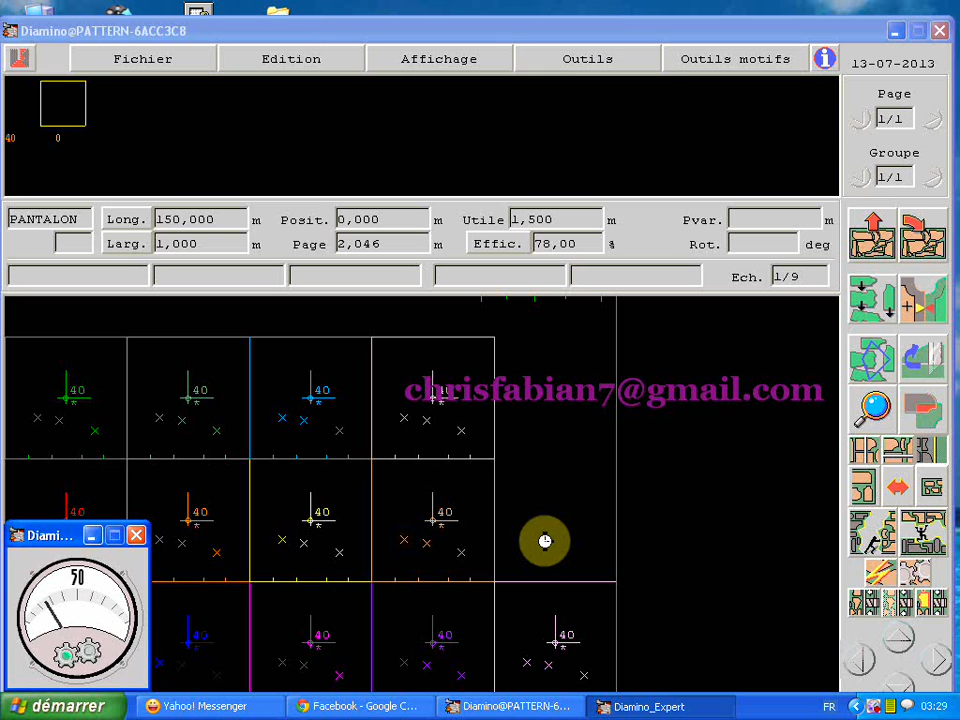 Diamino@PATTERN-6ACC3C8
Fichier Edition Affichage Outils Outils motifs 13-07-2013
Page
1/1
Groupe
1/1
40 0
PANTALON Long. 150,000 m Posit. 0,000 m Utile 1,500 m Pvar. m
Larg. 1,000 m Page 2,046 m Effic. 78,00 % Rot. deg
Ech. 1/9
40 40 40 40
chrisfabian7@gmail.com
40 40 40 40
Diamino...
50
40 40 40 40
démarrer Yahoo! Messenger Facebook - Google C... Diamino@PATTERN-6... Diamino_Expert FR 03:29